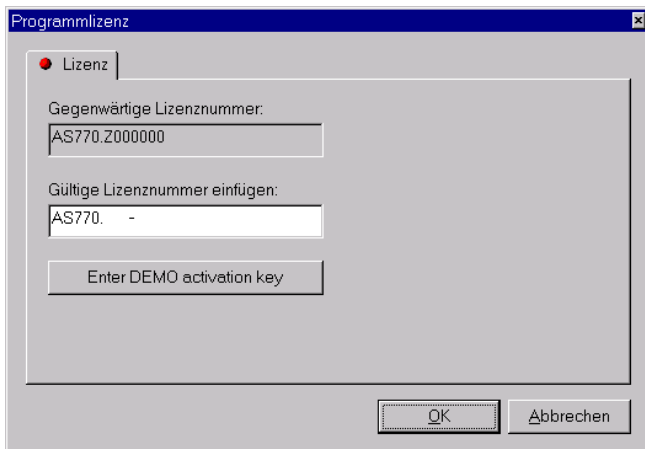 Programmlizenz
Lizenz
Gegenwärtige Lizenznummer:
AS770.Z000000
Gültige Lizenznummer einfügen:
AS770. -
Enter DEMO activation key
OK Abbrechen